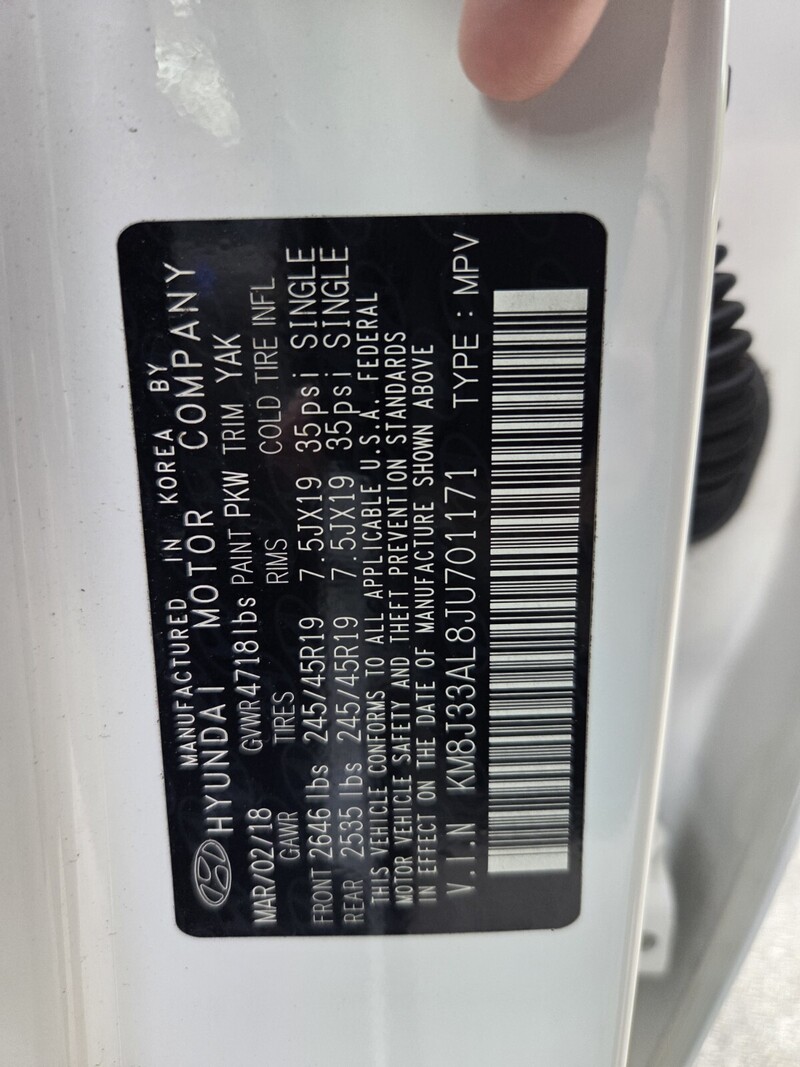 MANUFACTURED IN KOREA BY
HYUNDAI MOTOR COMPANY
MAR/02/18 GVWR4718lbs PAINT PKW TRIM YAK
GAWR TIRES RIMS COLD TIRE INFL
FRONT 2646 lbs 245/45R19 7.5JX19 35psi SINGLE
REAR 2535 lbs 245/45R19 7.5JX19 35psi SINGLE
THIS VEHICLE CONFORMS TO ALL APPLICABLE U.S.A. FEDERAL
MOTOR VEHICLE SAFETY AND THEFT PREVENTION STANDARDS
IN EFFECT ON THE DATE OF MANUFACTURE SHOWN ABOVE
V.I.N KM8J33AL8JU701171 TYPE : MPV